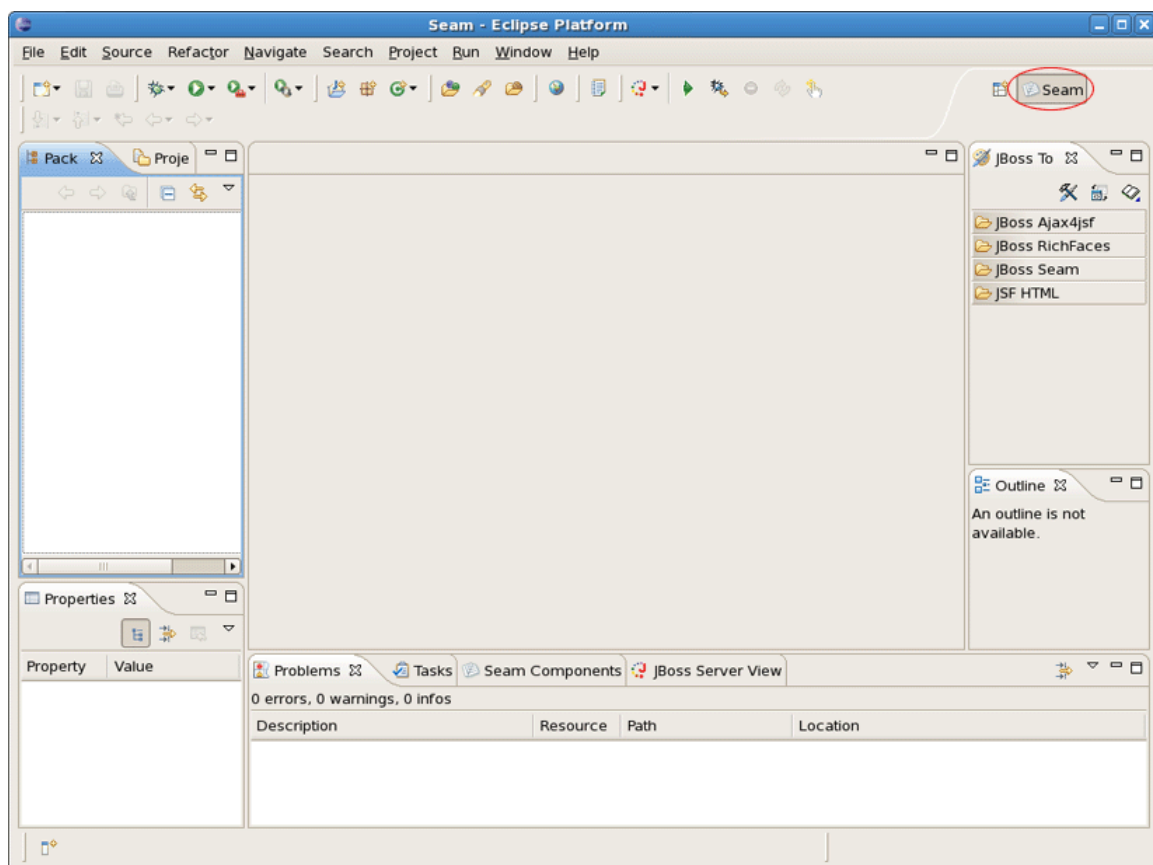 Seam - Eclipse Platform
File Edit Source Refactor Navigate Search Project Run Window Help
Seam
Pack Proje
JBoss To
JBoss Ajax4jsf
JBoss RichFaces
JBoss Seam
JSF HTML
Outline
An outline is not
available.
Properties
Property Value
Problems Tasks Seam Components JBoss Server View
0 errors, 0 warnings, 0 infos
Description Resource Path Location